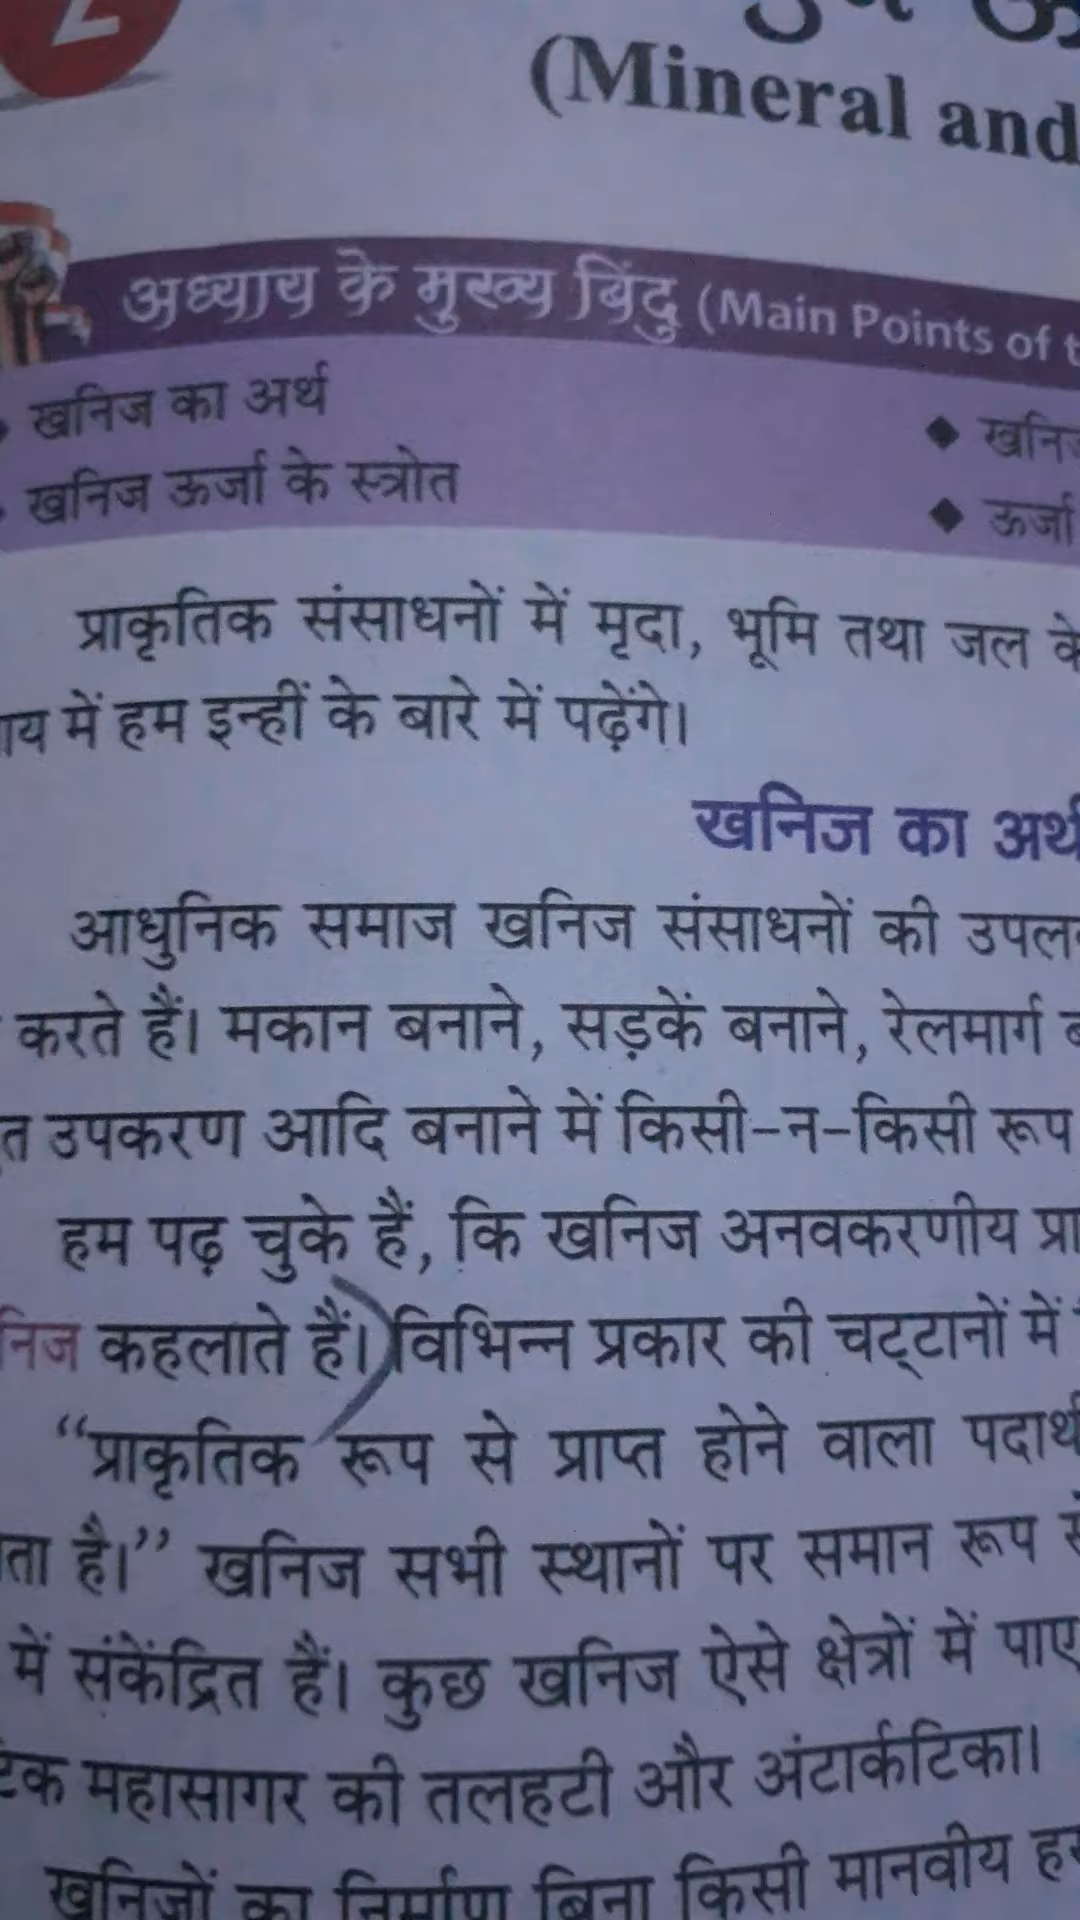 2
(Mineral and
अध्याय के मुख्य बिंदु (Main Points of t
खनिज का अर्थ
◆ खनिज
खनिज ऊर्जा के स्त्रोत
◆ ऊर्जा
प्राकृतिक संसाधनों में मृदा, भूमि तथा जल के
ाय में हम इन्हीं के बारे में पढ़ेंगे।
खनिज का अर्थ
आधुनिक समाज खनिज संसाधनों की उपल
करते हैं। मकान बनाने, सड़कें बनाने, रेलमार्ग ब
त उपकरण आदि बनाने में किसी-न-किसी रूप
हम पढ़ चुके हैं, कि खनिज अनवकरणीय प्रा
निज कहलाते हैं। विभिन्न प्रकार की चट्टानों में
“प्राकृतिक रूप से प्राप्त होने वाला पदार्थ
ता है।” खनिज सभी स्थानों पर समान रूप से
में संकेंद्रित हैं। कुछ खनिज ऐसे क्षेत्रों में पाए
टिक महासागर की तलहटी और अंटार्कटिका।
खनिजों का निर्माण बिना किसी मानवीय हस